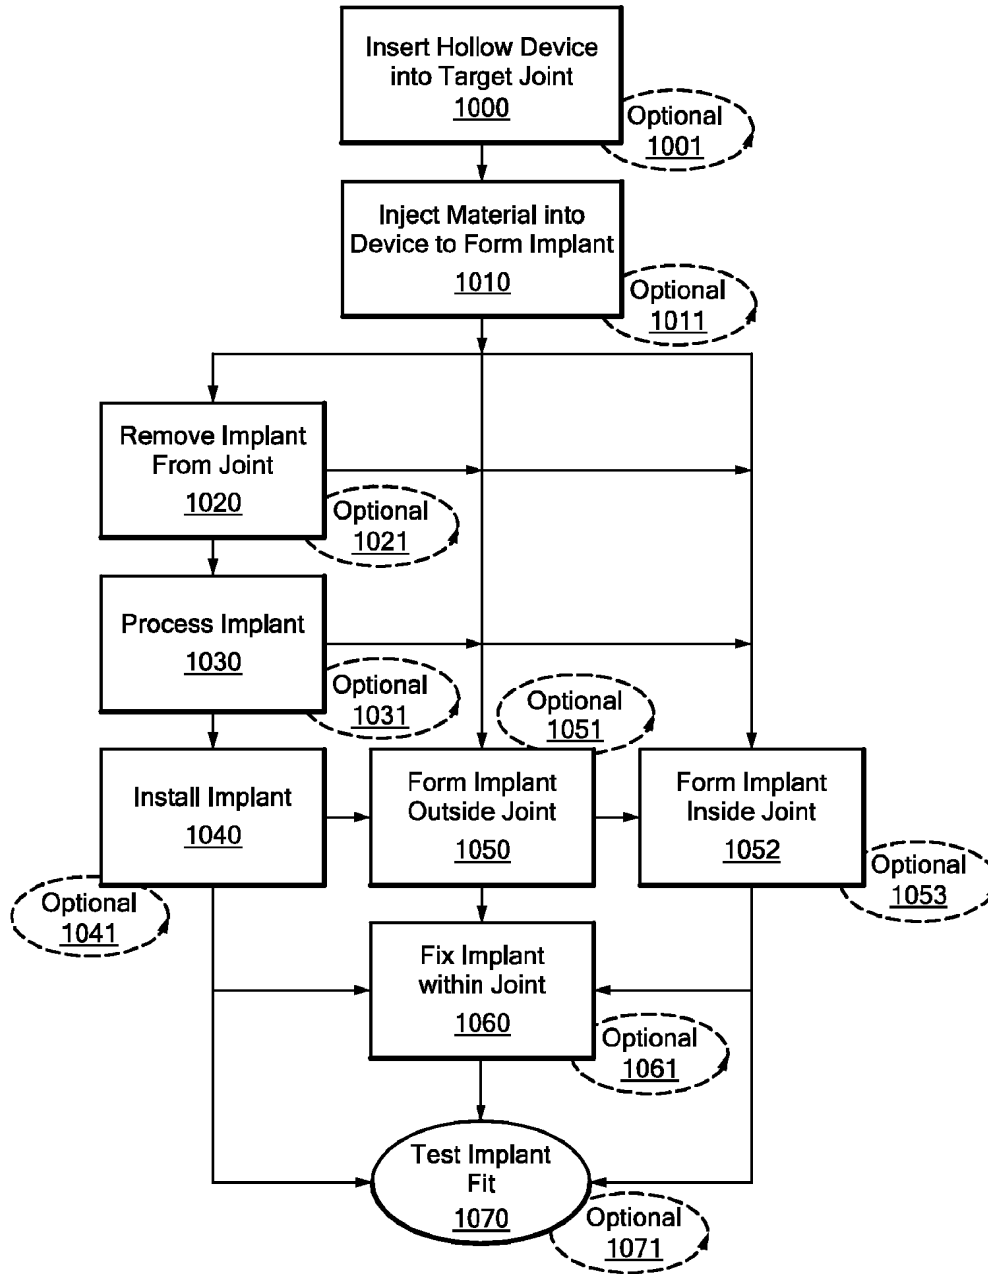 Insert Hollow Device
into Target Joint
1000
Optional
1001
Inject Material into
Device to Form Implant
1010
Optional
1011
Remove Implant
From Joint
1020
Optional
1021
Process Implant
1030
Optional
1031
Install Implant
1040
Optional
1041
Optional
1051
Form Implant
Outside Joint
1050
Form Implant
Inside Joint
1052
Optional
1053
Fix Implant
within Joint
1060
Optional
1061
Test Implant
Fit
1070
Optional
1071